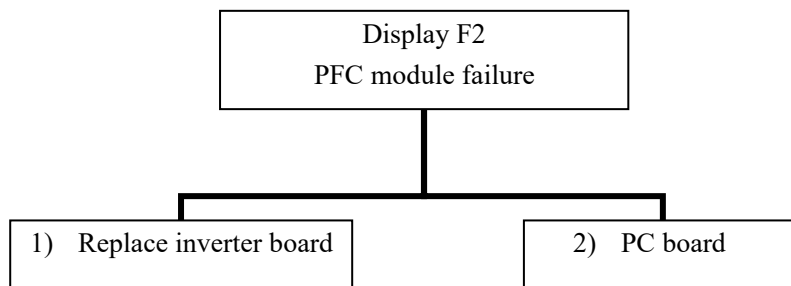 Display F2
PFC module failure
1) Replace inverter board
2) PC board